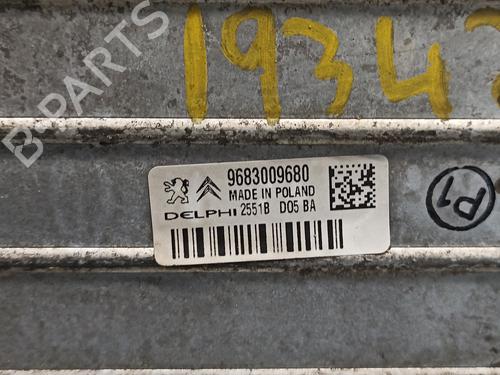 1934
B-PARTS
9683009680
MADE IN POLAND
DELPHI 2551B D05 BA
P1